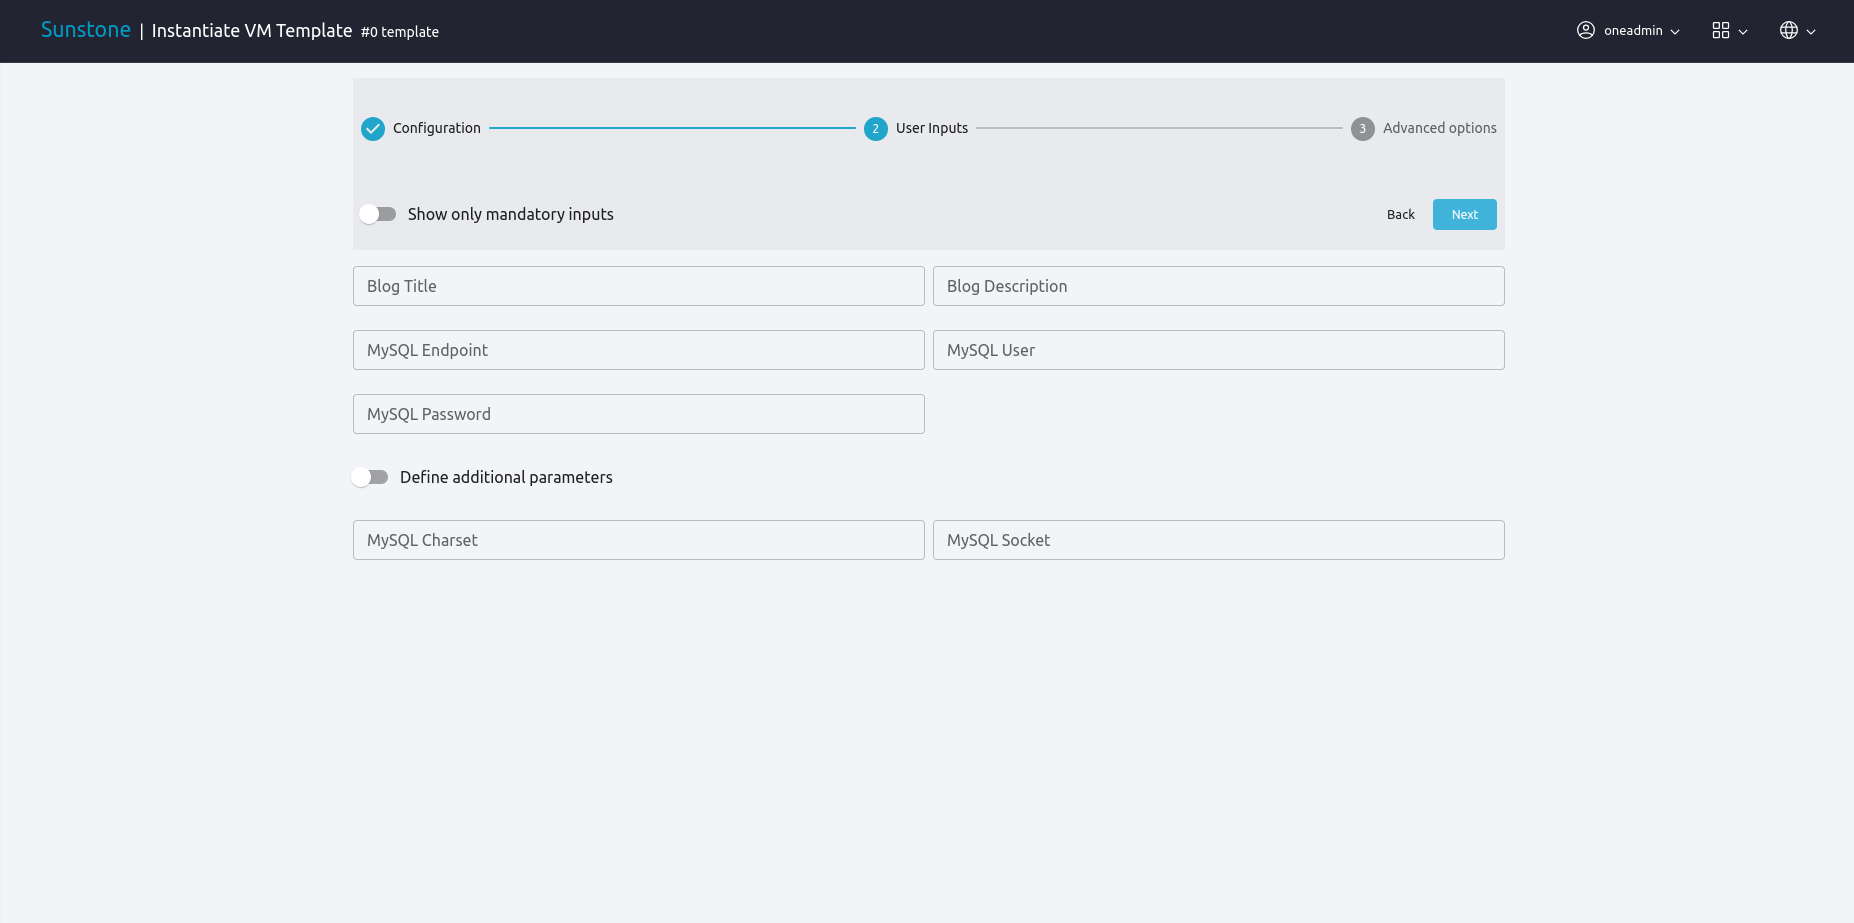 Sunstone | Instantiate VM Template #0 template oneadmin
Configuration 2 User Inputs 3 Advanced options
Show only mandatory inputs Back Next
Blog Title Blog Description
MySQL Endpoint MySQL User
MySQL Password
Define additional parameters
MySQL Charset MySQL Socket